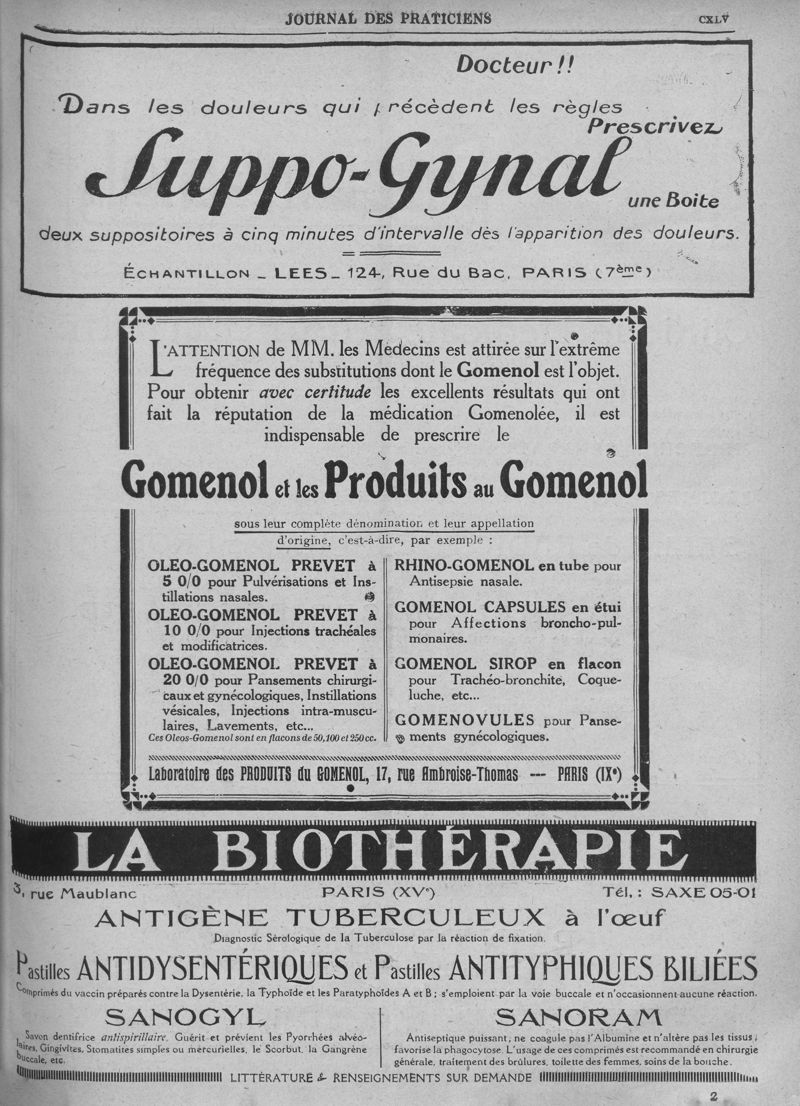 JOURNAL DES PRATICIENS CXLV
Docteur!!
Dans les douleurs qui précèdent les règles
Prescrivez
Suppo-Gynal
une Boite
deux suppositoires à cinq minutes d'intervalle dès l'apparition des douleurs.
ÉCHANTILLON _ LEES _ 124, Rue du Bac, PARIS (7ème)
L'ATTENTION de MM. les Médecins est attirée sur l'extrême
fréquence des substitutions dont le Gomenol est l'objet.
Pour obtenir avec certitude les excellents résultats qui ont
fait la réputation de la médication Gomenolée, il est
indispensable de prescrire le
Gomenol et les Produits au Gomenol
sous leur complète dénomination et leur appellation
d'origine, c'est-à-dire, par exemple :
OLEO-GOMENOL PREVET à
5 0/0 pour Pulvérisations et Ins-
tillations nasales.
OLEO-GOMENOL PREVET à
10 0/0 pour Injections trachéales
et modificatrices.
OLEO-GOMENOL PREVET à
20 0/0 pour Pansements chirurgi-
caux et gynécologiques, Instillations
vésicales, Injections intra-muscu-
laires, Lavements, etc...
Ces Oleos-Gomenol sont en flacons de 50, 100 et 250 cc.
RHINO-GOMENOL en tube pour
Antisepsie nasale.
GOMENOL CAPSULES en étui
pour Affections broncho-pul-
monaires.
GOMENOL SIROP en flacon
pour Trachéo-bronchite, Coque-
luche, etc...
GOMENOVULES pour Panse-
ments gynécologiques.
Laboratoire des PRODUITS du GOMENOL, 17, rue Ambroise-Thomas --- PARIS (IXe)
LA BIOTHÉRAPIE
3, rue Maublanc PARIS (XVe) Tél. : SAXE 05-01
ANTIGÈNE TUBERCULEUX à l'œuf
Diagnostic Sérologique de la Tuberculose par la réaction de fixation.
Pastilles ANTIDYSENTÉRIQUES et Pastilles ANTITYPHIQUES BILIÉES
Comprimés du vaccin préparés contre la Dysentérie, la Typhoïde et les Paratyphoïdes A et B ; s'emploient par la voie buccale et n'occasionnent aucune réaction.
SANOGYL
Savon dentifrice antispirillaire. Guérit et prévient les Pyorrhées alvéo-
laires, Gingivites, Stomatites simples ou mercurielles, le Scorbut, la Gangrène
buccale, etc.
SANORAM
Antiseptique puissant, ne coagule pas l'Albumine et n'altère pas les tissus ;
favorise la phagocytose. L'usage de ces comprimés est recommandé en chirurgie
générale, traitement des brûlures, toilette des femmes, soins de la bouche.
LITTÉRATURE & RENSEIGNEMENTS SUR DEMANDE
2